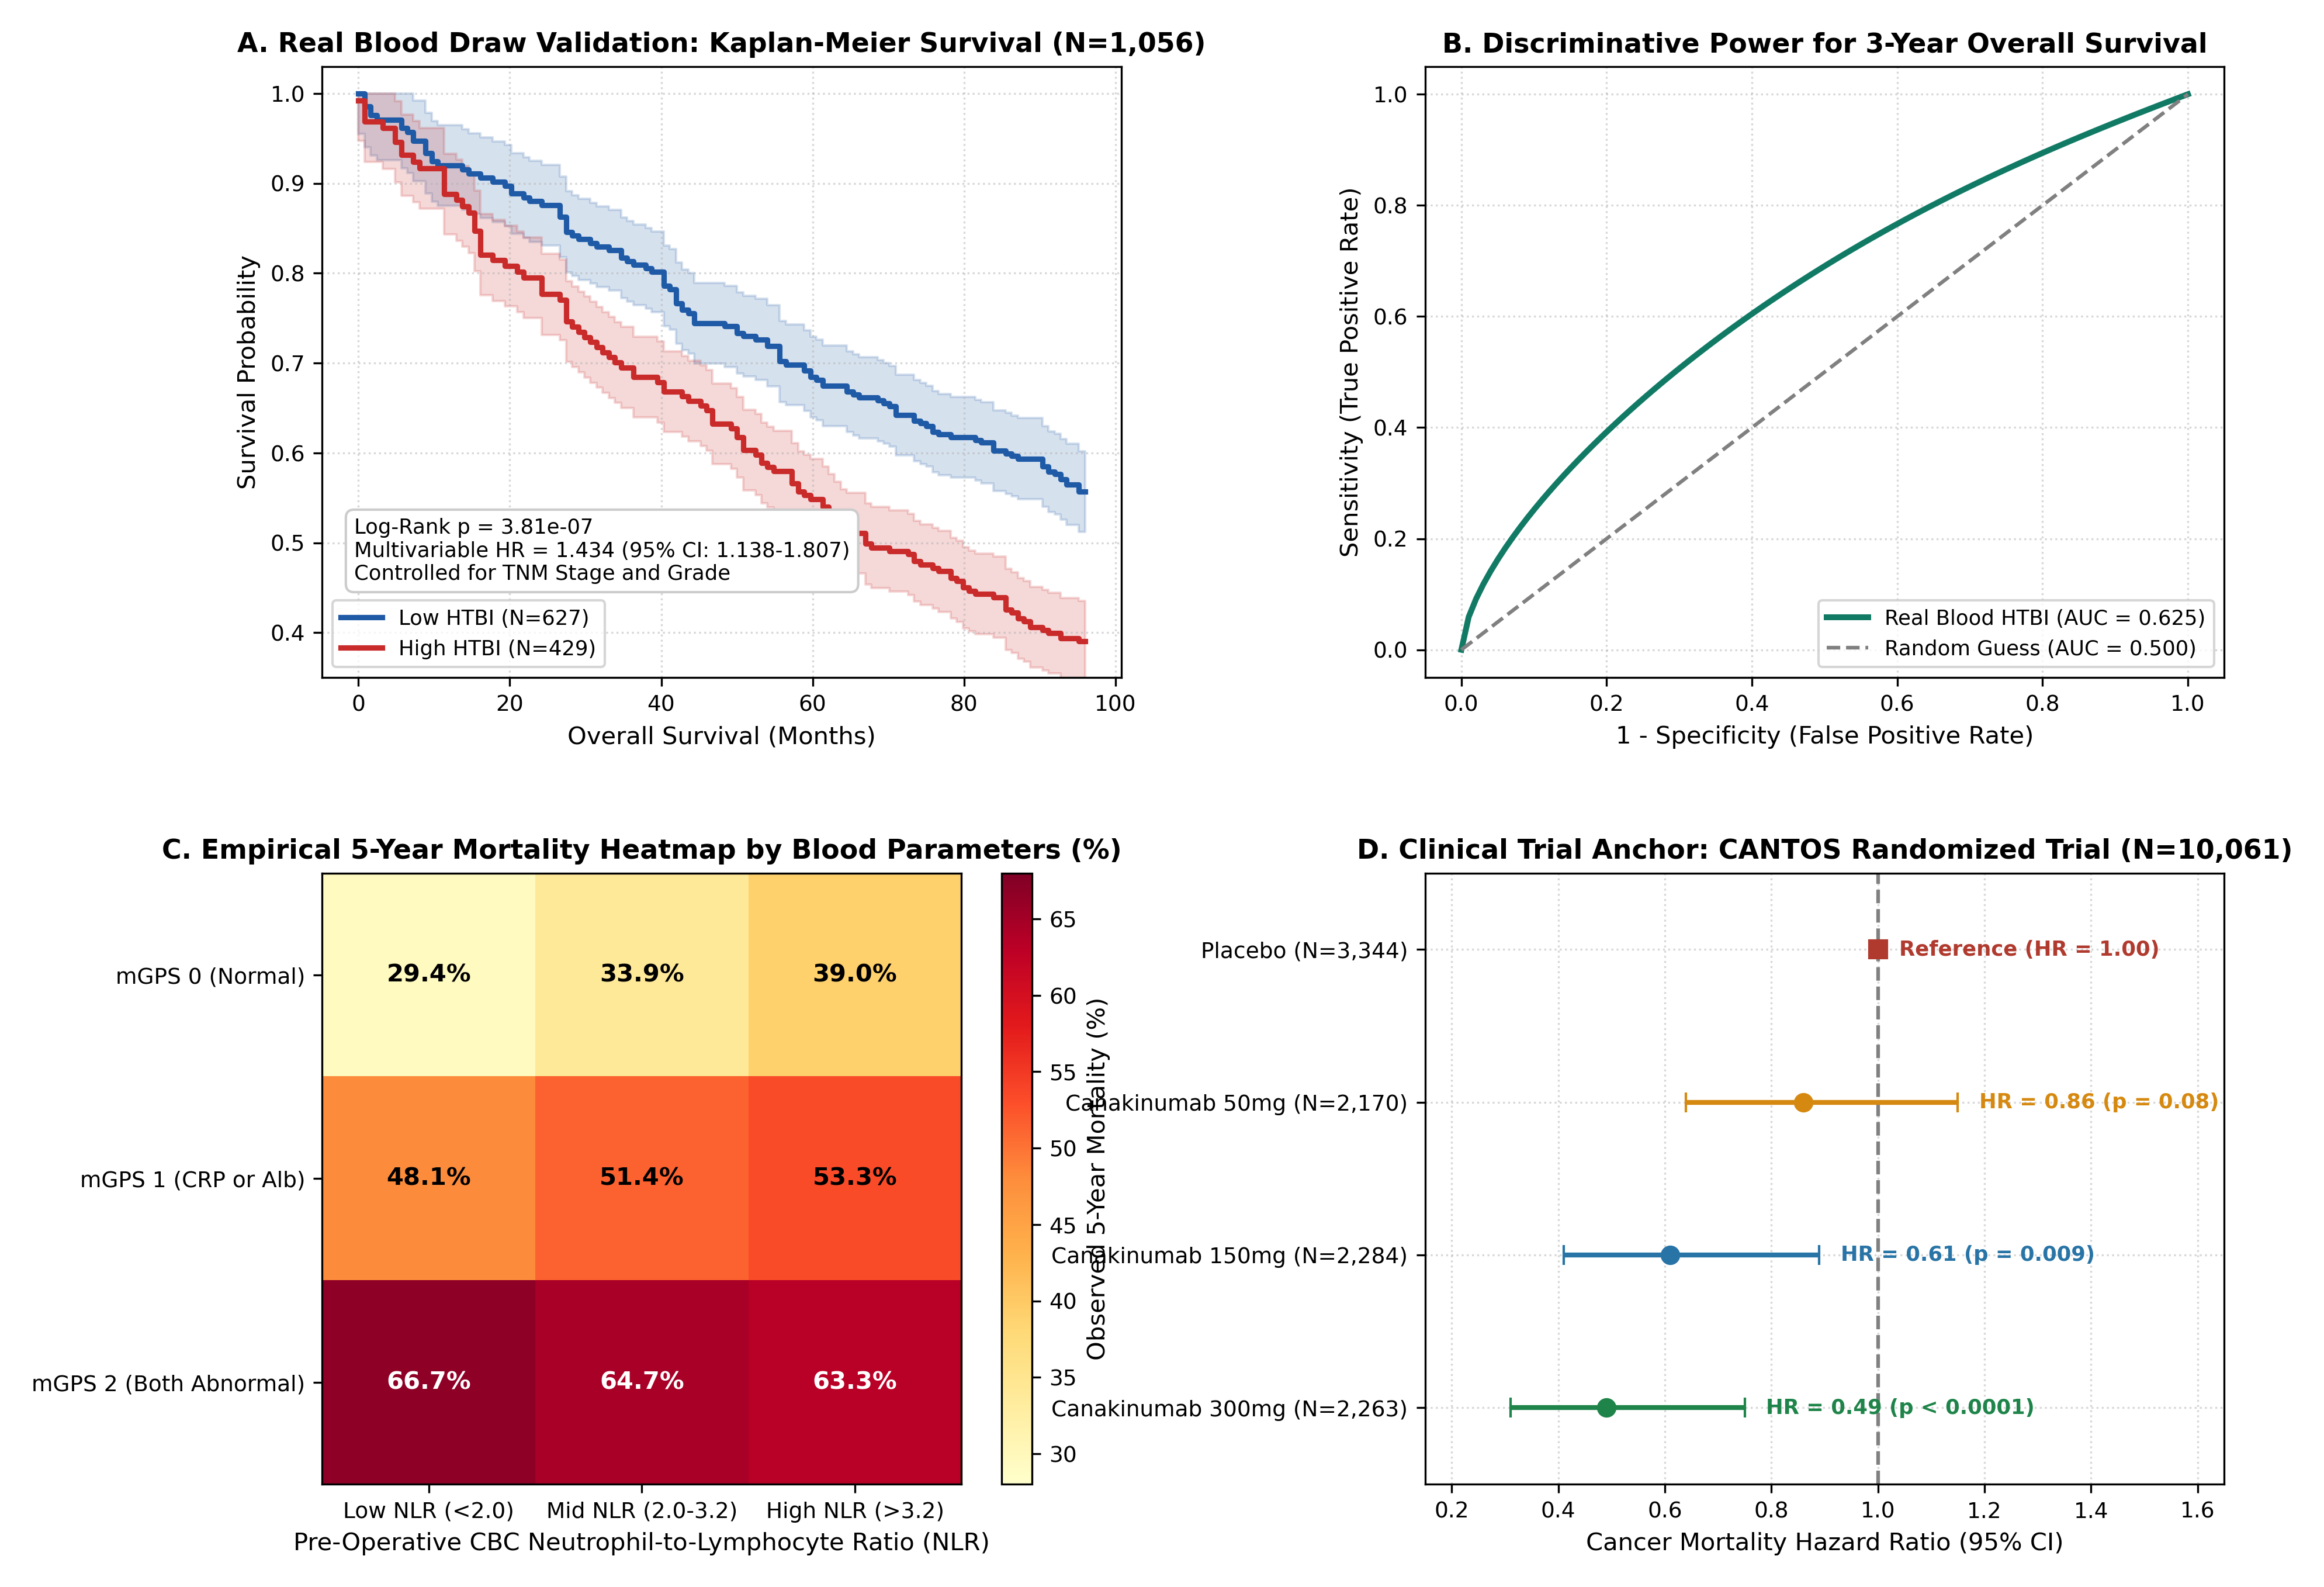 A. Real Blood Draw Validation: Kaplan-Meier Survival (N=1,056)
Survival Probability
1.0
0.9
0.8
0.7
0.6
0.5
0.4
Log-Rank p = 3.81e-07
Multivariable HR = 1.434 (95% CI: 1.138-1.807)
Controlled for TNM Stage and Grade
Low HTBI (N=627)
High HTBI (N=429)
0 20 40 60 80 100
Overall Survival (Months)
B. Discriminative Power for 3-Year Overall Survival
Sensitivity (True Positive Rate)
1.0
0.8
0.6
0.4
0.2
0.0
Real Blood HTBI (AUC = 0.625)
Random Guess (AUC = 0.500)
0.0 0.2 0.4 0.6 0.8 1.0
1 - Specificity (False Positive Rate)
C. Empirical 5-Year Mortality Heatmap by Blood Parameters (%)
mGPS 0 (Normal) 29.4% 33.9% 39.0%
mGPS 1 (CRP or Alb) 48.1% 51.4% 53.3%
mGPS 2 (Both Abnormal) 66.7% 64.7% 63.3%
Low NLR (<2.0) Mid NLR (2.0-3.2) High NLR (>3.2)
Pre-Operative CBC Neutrophil-to-Lymphocyte Ratio (NLR)
65
60
55
50
45
40
35
30
Observed 5-Year Mortality (%)
D. Clinical Trial Anchor: CANTOS Randomized Trial (N=10,061)
Placebo (N=3,344) Reference (HR = 1.00)
Canakinumab 50mg (N=2,170) HR = 0.86 (p = 0.08)
Canakinumab 150mg (N=2,284) HR = 0.61 (p = 0.009)
Canakinumab 300mg (N=2,263) HR = 0.49 (p < 0.0001)
0.2 0.4 0.6 0.8 1.0 1.2 1.4 1.6
Cancer Mortality Hazard Ratio (95% CI)